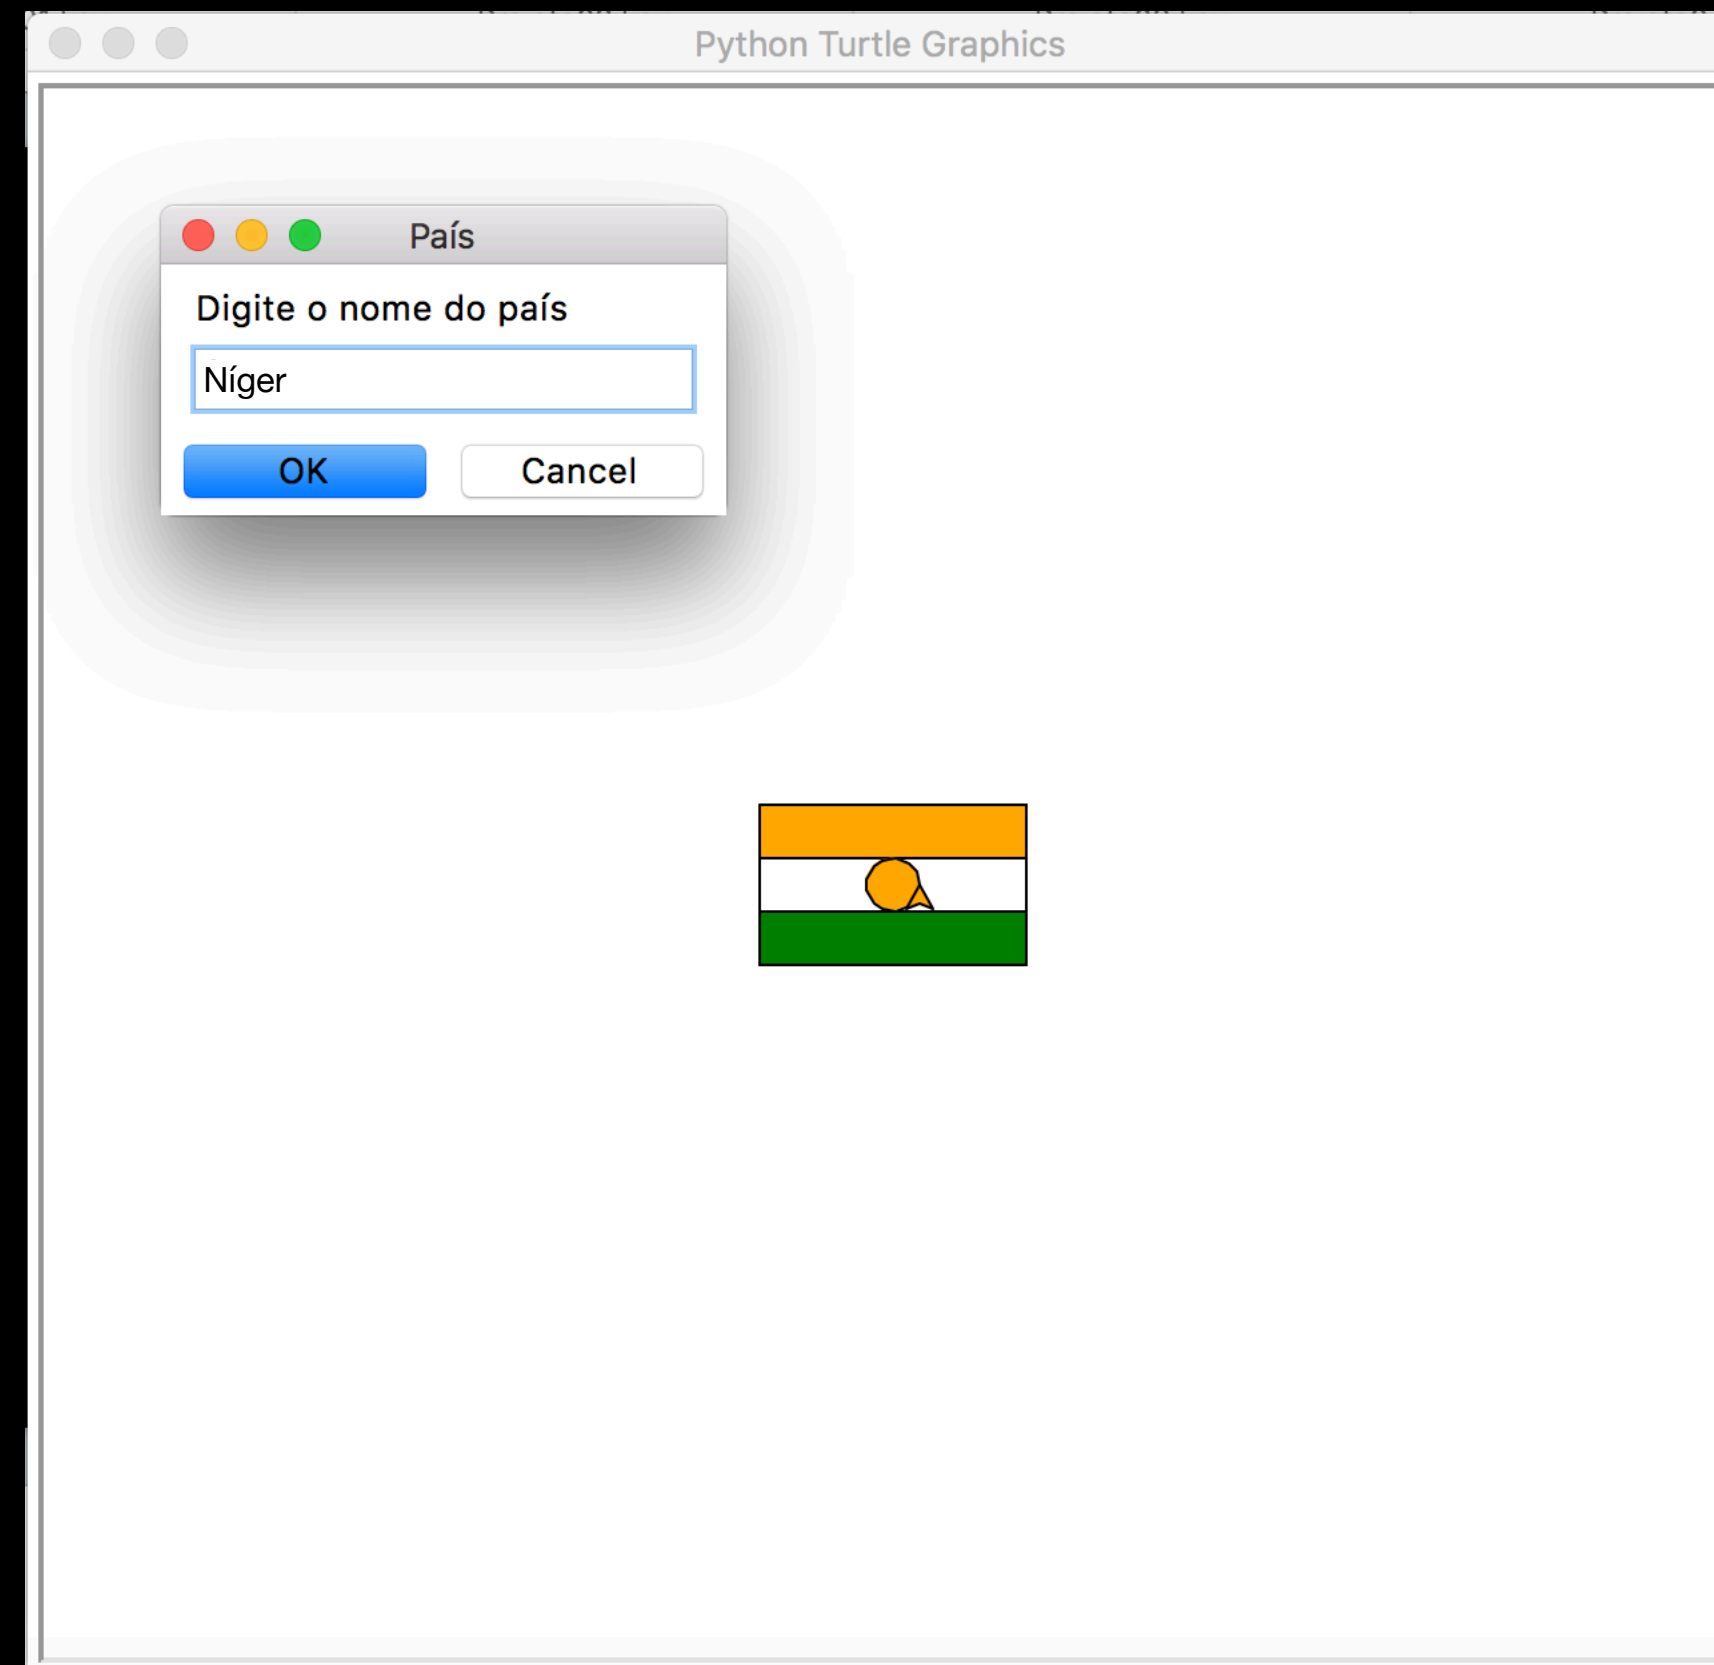 Python Turtle Graphics
País
Digite o nome do país
Níger
OK
Cancel